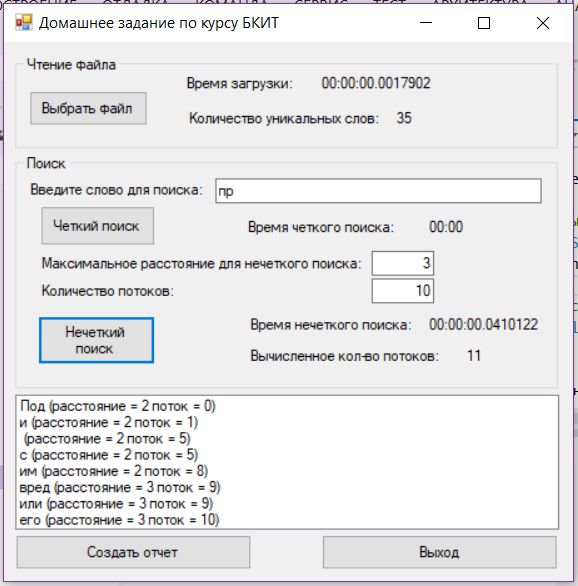 Домашнее задание по курсу БКИТ
Чтение файла
Выбрать файл
Время загрузки: 00:00:00.0017902
Количество уникальных слов: 35
Поиск
Введите слово для поиска: пр
Четкий поиск
Время четкого поиска: 00:00
Максимальное расстояние для нечеткого поиска: 3
Количество потоков: 10
Нечеткий
поиск
Время нечеткого поиска: 00:00:00.0410122
Вычисленное кол-во потоков: 11
Под (расстояние = 2 поток = 0)
и (расстояние = 2 поток = 1)
(расстояние = 2 поток = 5)
с (расстояние = 2 поток = 5)
им (расстояние = 2 поток = 8)
вред (расстояние = 3 поток = 9)
или (расстояние = 3 поток = 9)
его (расстояние = 3 поток = 10)
Создать отчет
Выход